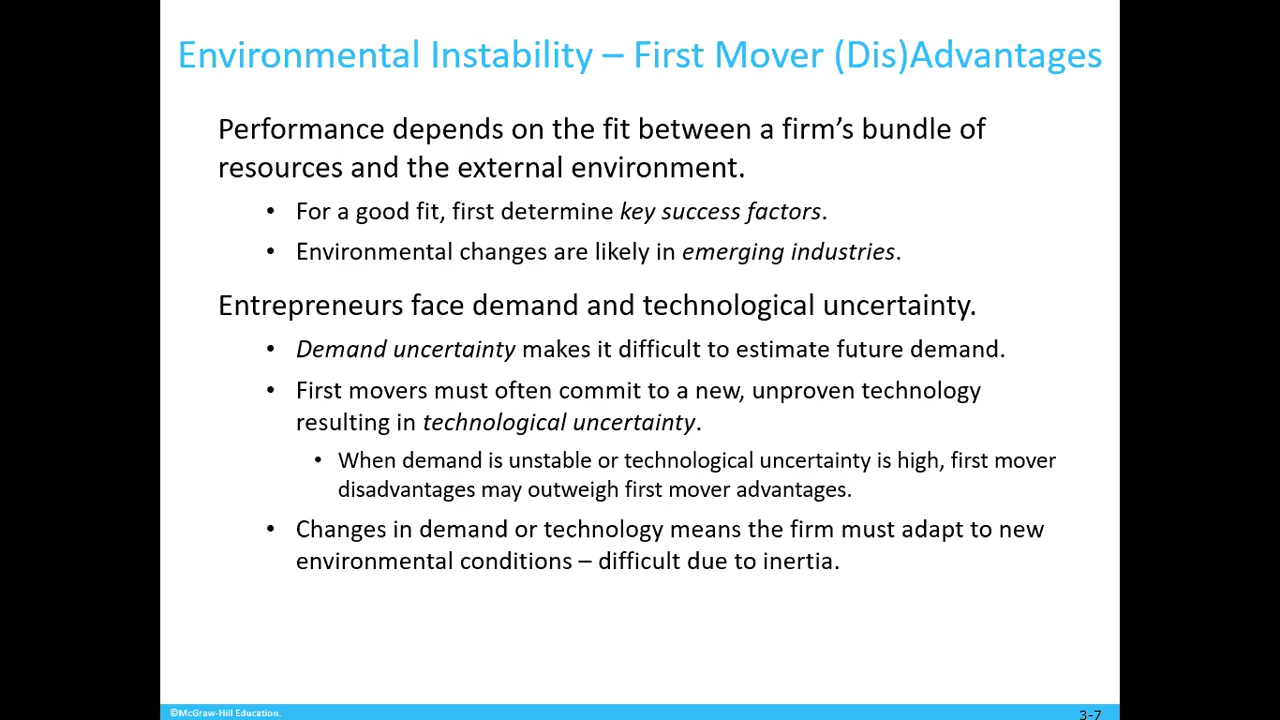 Environmental Instability – First Mover (Dis)Advantages
Performance depends on the fit between a firm’s bundle of
resources and the external environment.
• For a good fit, first determine key success factors.
• Environmental changes are likely in emerging industries.
Entrepreneurs face demand and technological uncertainty.
• Demand uncertainty makes it difficult to estimate future demand.
• First movers must often commit to a new, unproven technology
resulting in technological uncertainty.
• When demand is unstable or technological uncertainty is high, first mover
disadvantages may outweigh first mover advantages.
• Changes in demand or technology means the firm must adapt to new
environmental conditions – difficult due to inertia.
©McGraw-Hill Education.
3-7